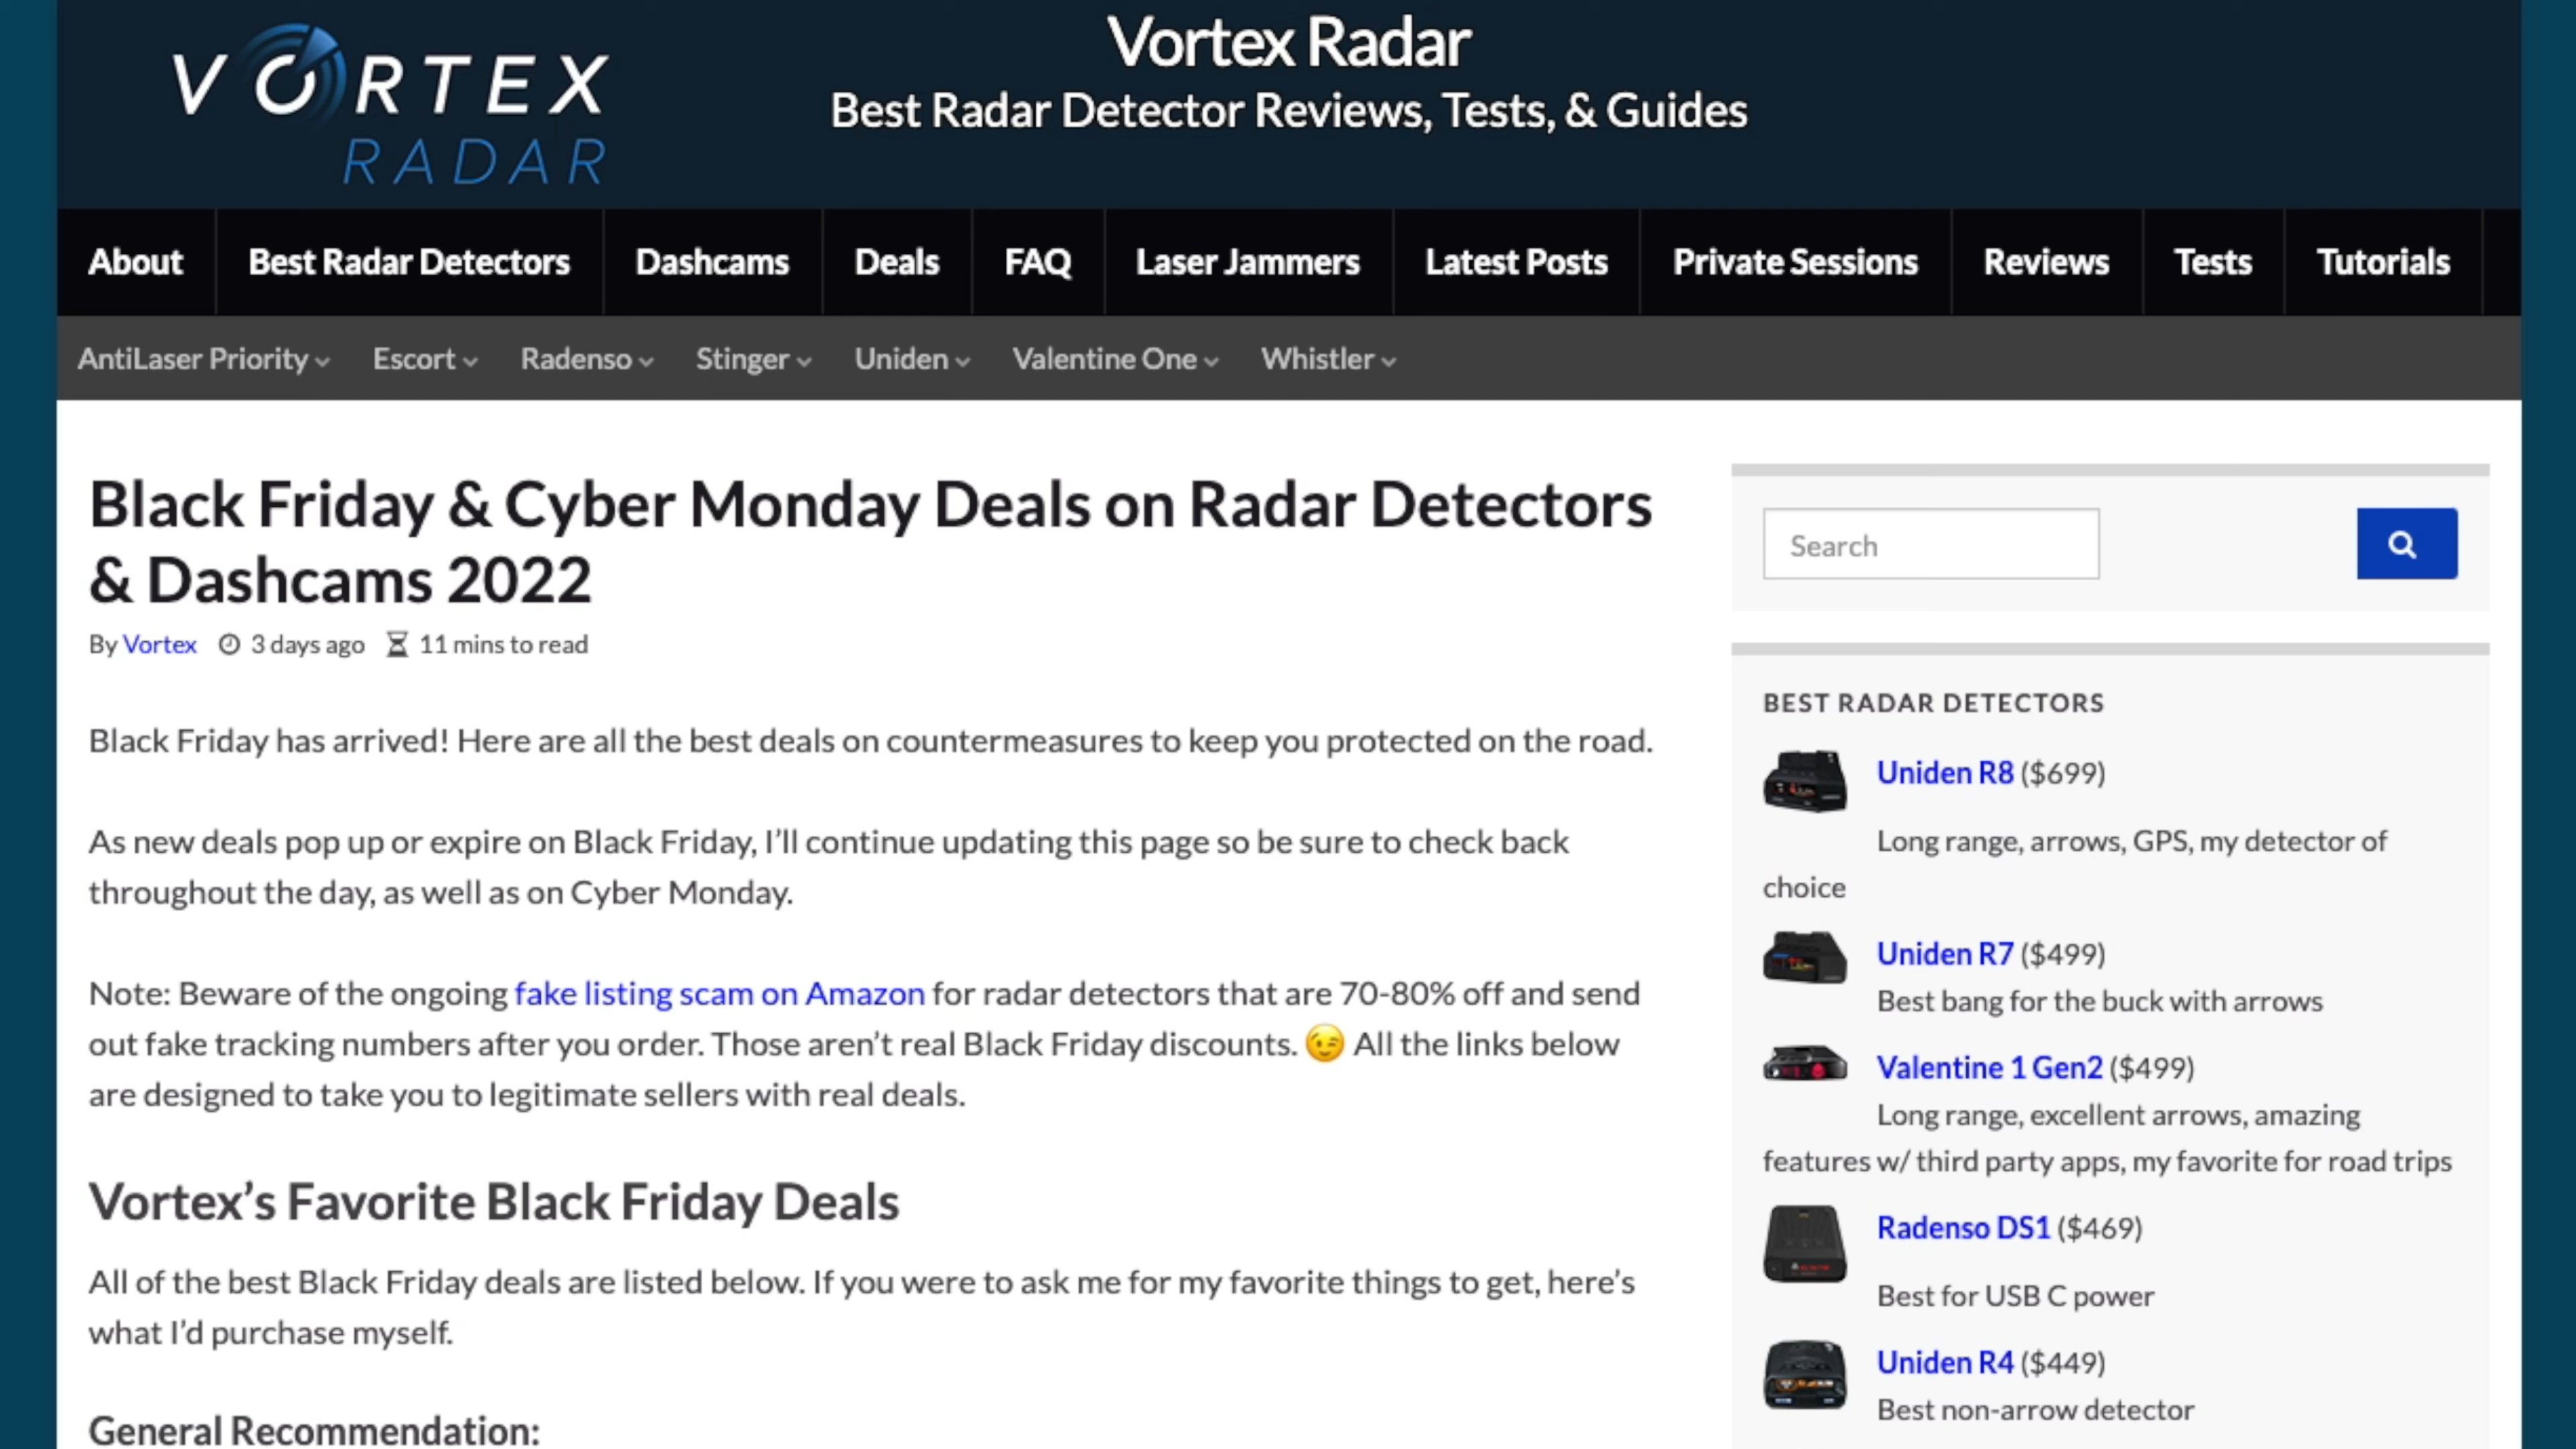 VORTEX
RADAR
Vortex Radar
Best Radar Detector Reviews, Tests, & Guides
About Best Radar Detectors Dashcams Deals FAQ Laser Jammers Latest Posts Private Sessions Reviews Tests Tutorials
AntiLaser Priority Escort Radenso Stinger Uniden Valentine One Whistler
Black Friday & Cyber Monday Deals on Radar Detectors
& Dashcams 2022
By Vortex 3 days ago 11 mins to read
Black Friday has arrived! Here are all the best deals on countermeasures to keep you protected on the road.
As new deals pop up or expire on Black Friday, I'll continue updating this page so be sure to check back
throughout the day, as well as on Cyber Monday.
Note: Beware of the ongoing fake listing scam on Amazon for radar detectors that are 70-80% off and send
out fake tracking numbers after you order. Those aren't real Black Friday discounts. 😉 All the links below
are designed to take you to legitimate sellers with real deals.
Vortex's Favorite Black Friday Deals
All of the best Black Friday deals are listed below. If you were to ask me for my favorite things to get, here's
what I'd purchase myself.
General Recommendation:
Search
BEST RADAR DETECTORS
Uniden R8 ($699)
Long range, arrows, GPS, my detector of
choice
Uniden R7 ($499)
Best bang for the buck with arrows
Valentine 1 Gen2 ($499)
Long range, excellent arrows, amazing
features w/ third party apps, my favorite for road trips
Radenso DS1 ($469)
Best for USB C power
Uniden R4 ($449)
Best non-arrow detector